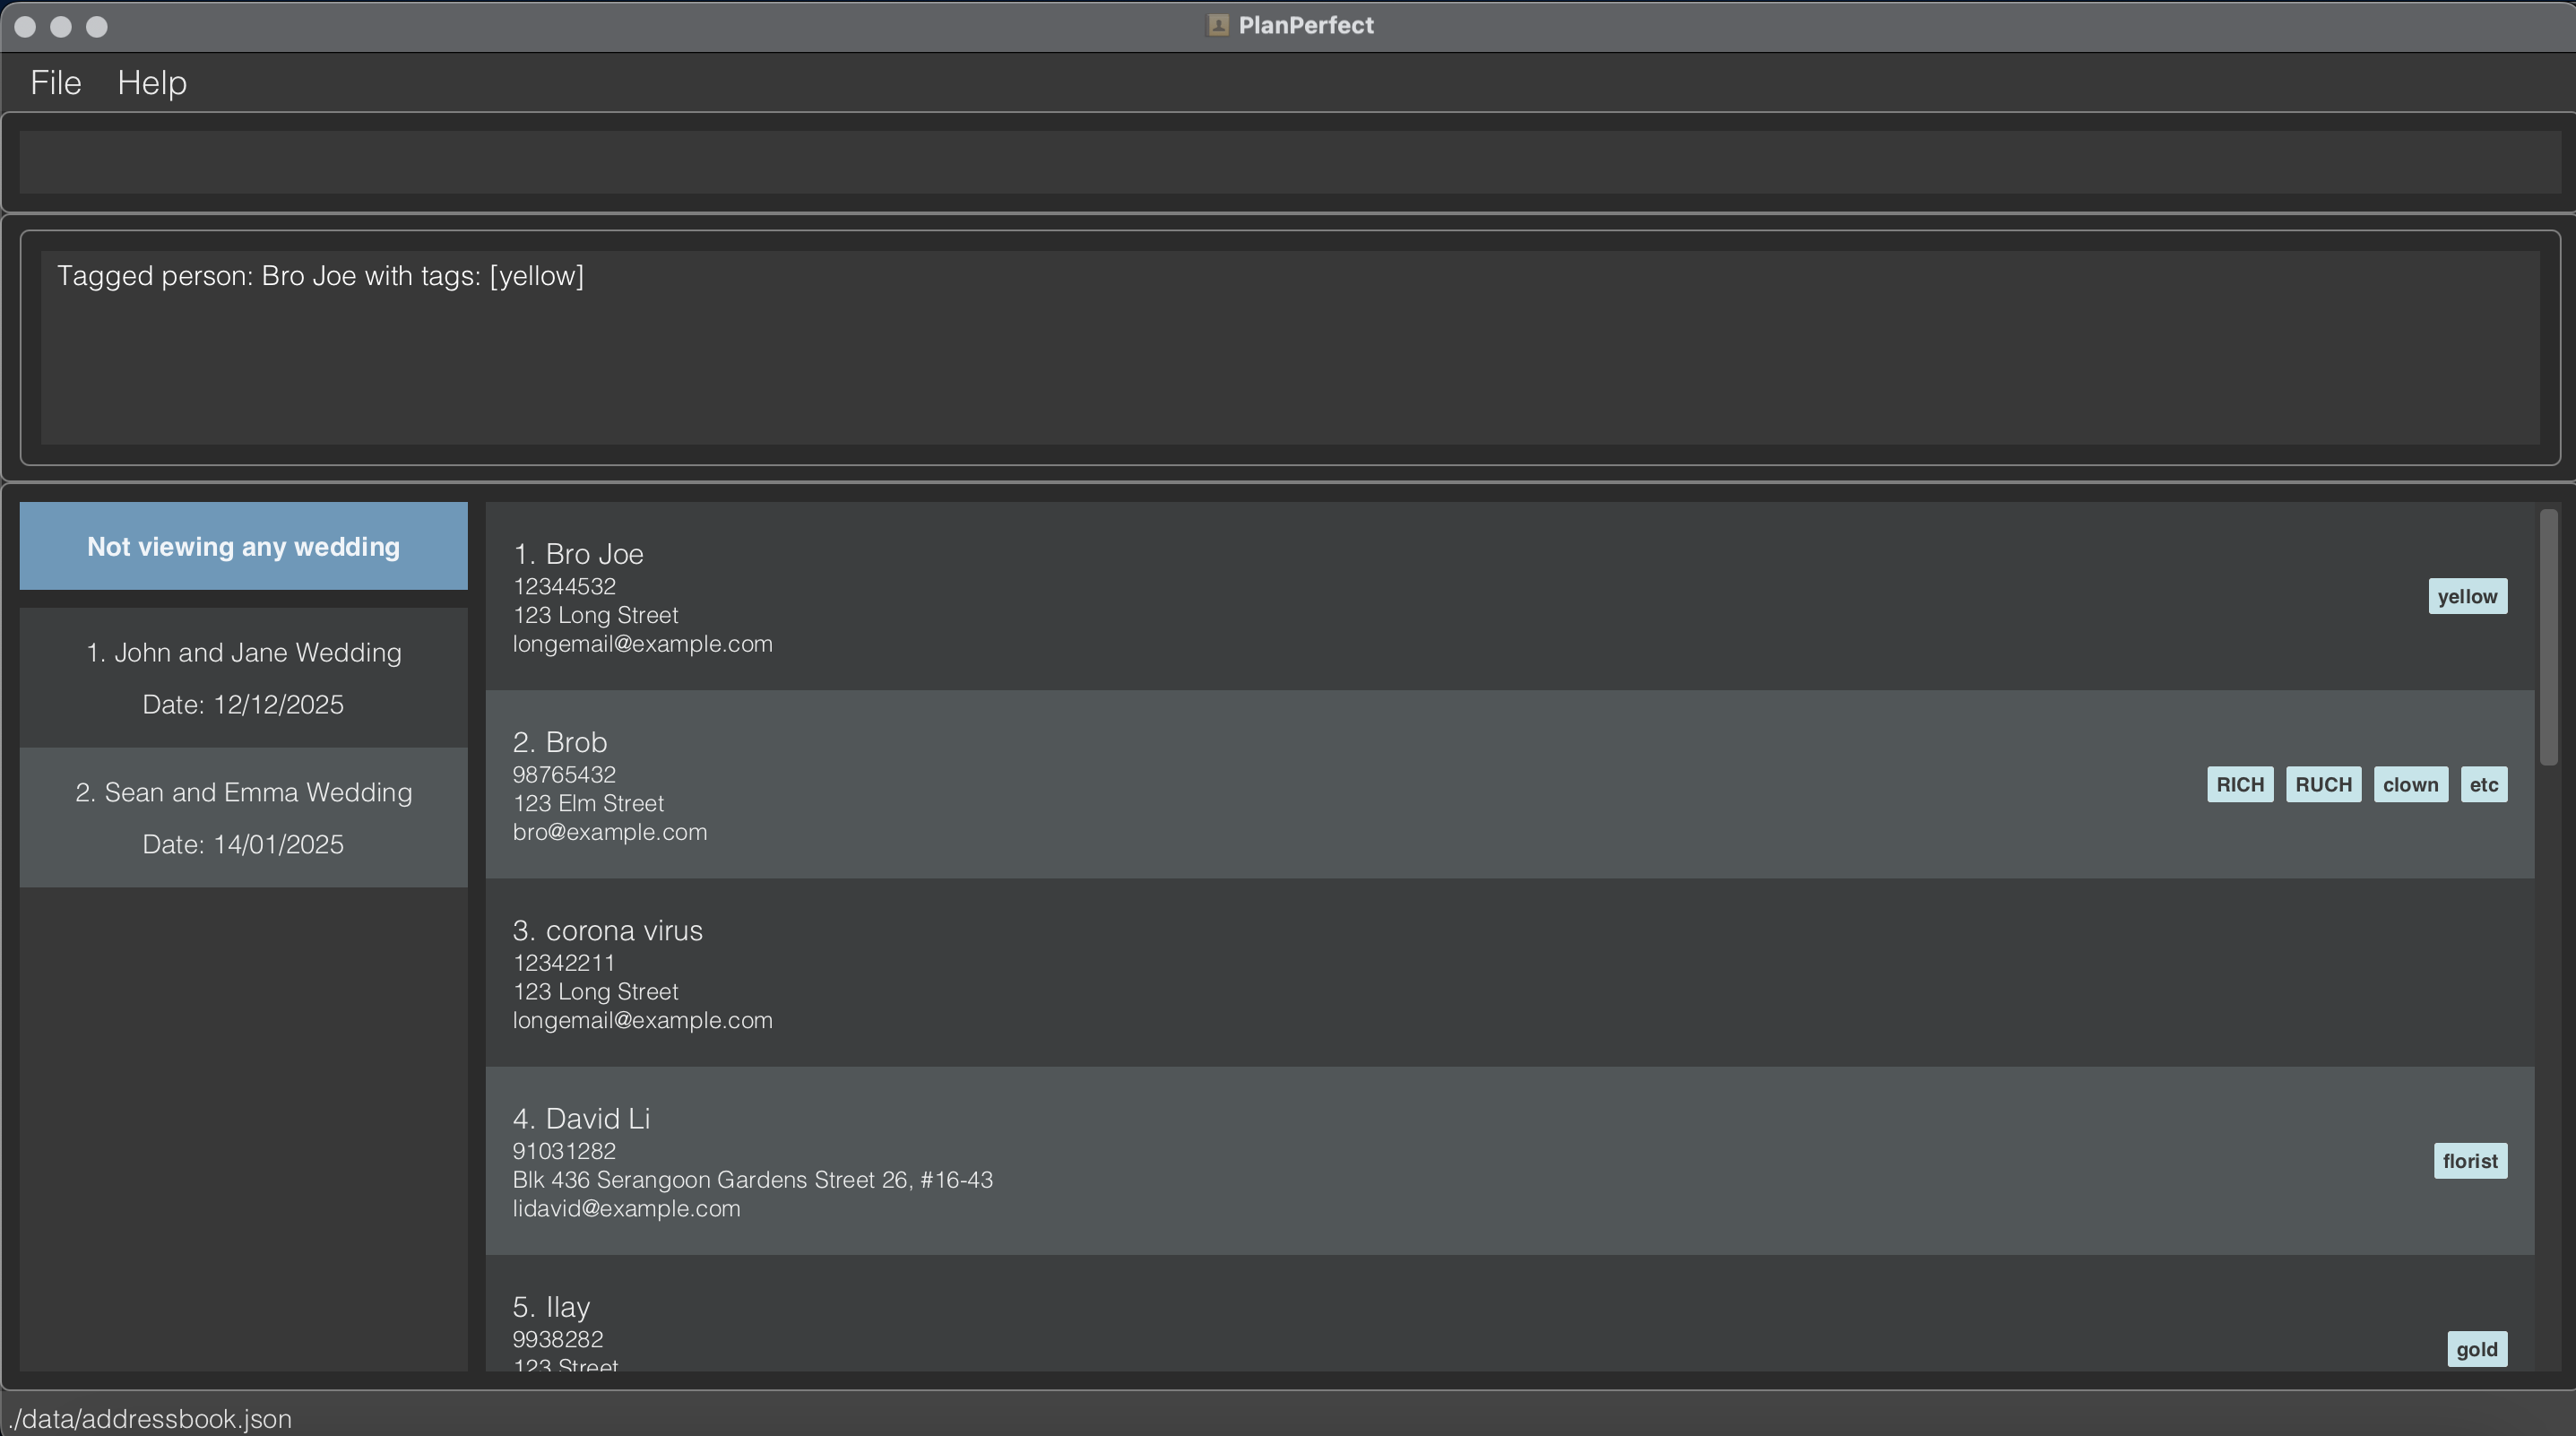 PlanPerfect
File Help
Tagged person: Bro Joe with tags: [yellow]
Not viewing any wedding
1. John and Jane Wedding
Date: 12/12/2025
2. Sean and Emma Wedding
Date: 14/01/2025
1. Bro Joe
12344532
123 Long Street
longemail@example.com
yellow
2. Brob
98765432
123 Elm Street
bro@example.com
RICH RUCH clown etc
3. corona virus
12342211
123 Long Street
longemail@example.com
4. David Li
91031282
Blk 436 Serangoon Gardens Street 26, #16-43
lidavid@example.com
florist
5. Ilay
9938282
123 Street
gold
./data/addressbook.json